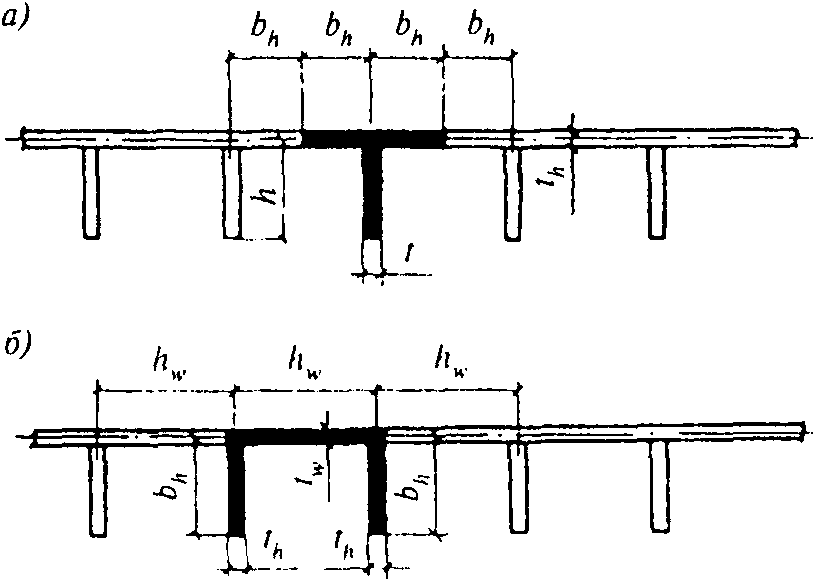 а)
b_h b_h b_h b_h
h
t_h
t
б)
h_w h_w h_w
b_h
t_w
b_h
t_h t_h